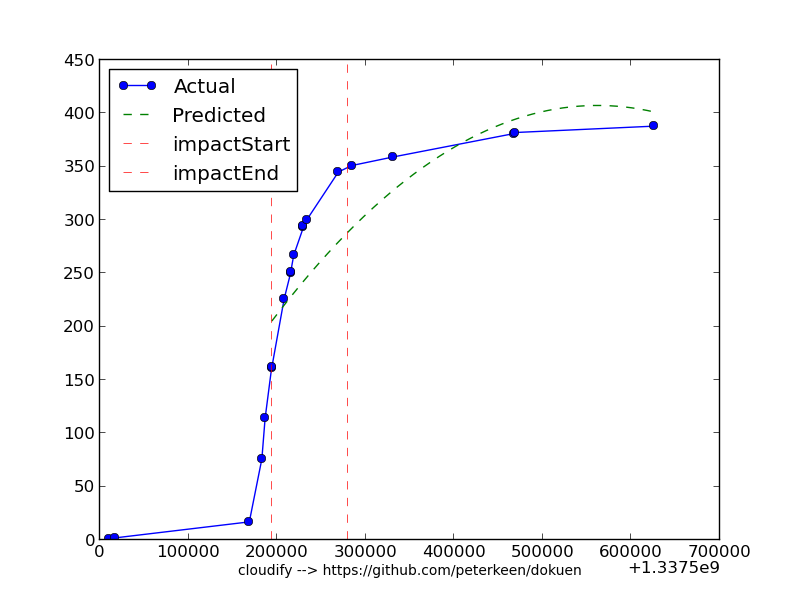 450
400
350
300
250
200
150
100
50
0
Actual
Predicted
impactStart
impactEnd
0 100000 200000 300000 400000 500000 600000 700000
+1.3375e9
cloudify --> https://github.com/peterkeen/dokuen